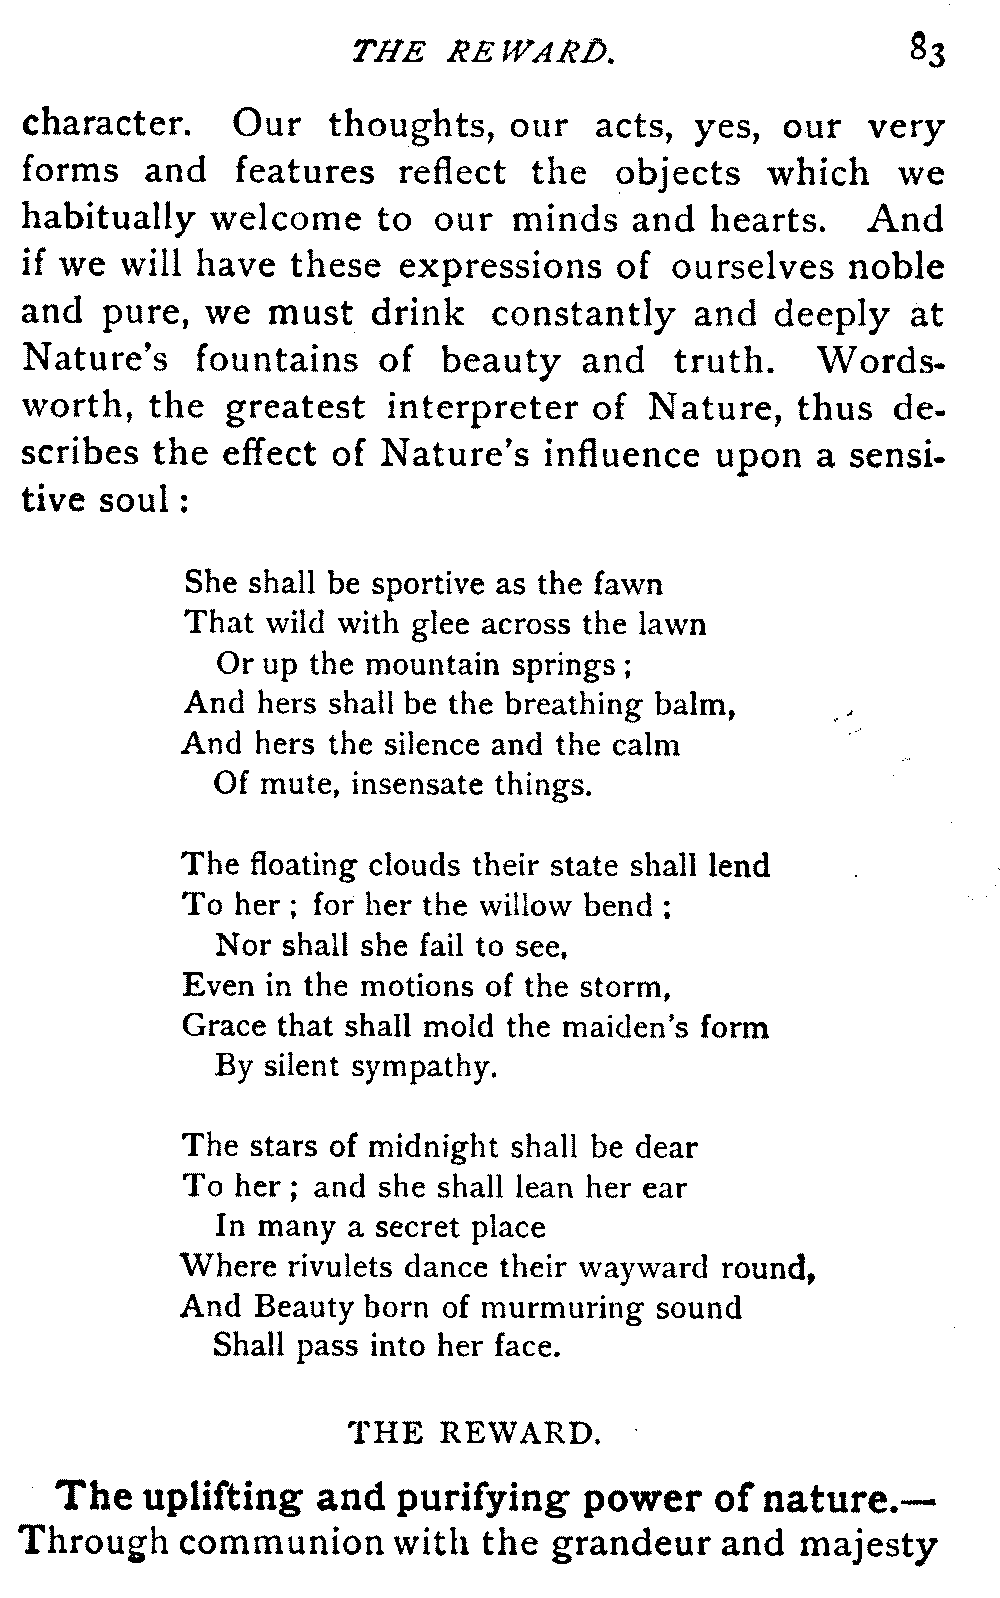 THE REWARD. 83
character. Our thoughts, our acts, yes, our very
forms and features reflect the objects which we
habitually welcome to our minds and hearts. And
if we will have these expressions of ourselves noble
and pure, we must drink constantly and deeply at
Nature's fountains of beauty and truth. Words-
worth, the greatest interpreter of Nature, thus de-
scribes the effect of Nature's influence upon a sensi-
tive soul :
She shall be sportive as the fawn
That wild with glee across the lawn
Or up the mountain springs ;
And hers shall be the breathing balm,
And hers the silence and the calm
Of mute, insensate things.
The floating clouds their state shall lend
To her ; for her the willow bend ;
Nor shall she fail to see,
Even in the motions of the storm,
Grace that shall mold the maiden's form
By silent sympathy.
The stars of midnight shall be dear
To her ; and she shall lean her ear
In many a secret place
Where rivulets dance their wayward round,
And Beauty born of murmuring sound
Shall pass into her face.
THE REWARD.
The uplifting and purifying power of nature.—
Through communion with the grandeur and majesty